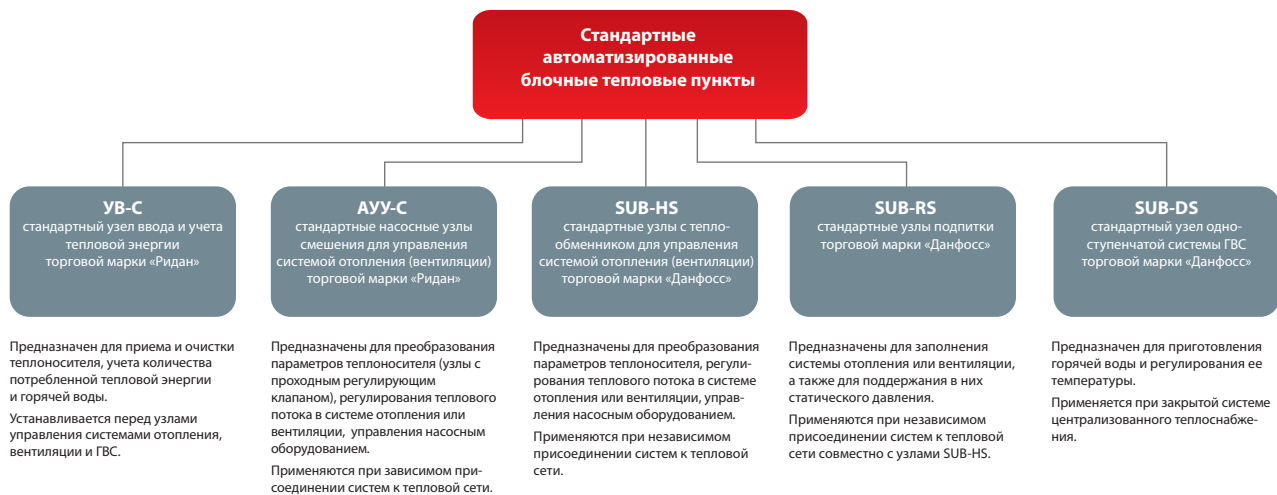 Стандартные
автоматизированные
блочные тепловые пункты
УВ-С
стандартный узел ввода и учета
тепловой энергии
торговой марки «Ридан»
АУУ-С
стандартные насосные узлы
смешения для управления
системой отопления (вентиляции)
торговой марки «Ридан»
SUB-HS
стандартные узлы с тепло-
обменником для управления
системой отопления (вентиляции)
торговой марки «Данфосс»
SUB-RS
стандартные узлы подпитки
торговой марки «Данфосс»
SUB-DS
стандартный узел одно-
ступенчатой системы ГВС
торговой марки «Данфосс»
Предназначен для приема и очистки
теплоносителя, учета количества
потребленной тепловой энергии
и горячей воды.
Устанавливается перед узлами
управления системами отопления,
вентиляции и ГВС.
Предназначены для преобразования
параметров теплоносителя (узлы с
проходным регулирующим
клапаном), регулирования теплового
потока в системе отопления или
вентиляции, управления насосным
оборудованием.
Применяются при зависимом при-
соединении систем к тепловой сети.
Предназначены для преобразования
параметров теплоносителя, регули-
рования теплового потока в системе
отопления или вентиляции, управ-
ления насосным оборудованием.
Применяются при независимом
присоединении систем к тепловой
сети.
Предназначены для заполнения
системы отопления или вентиляции,
а также для поддержания в них
статического давления.
Применяются при независимом
присоединении систем к тепловой
сети совместно с узлами SUB-HS.
Предназначен для приготовления
горячей воды и регулирования ее
температуры.
Применяется при закрытой системе
централизованного теплоснабже-
ния.